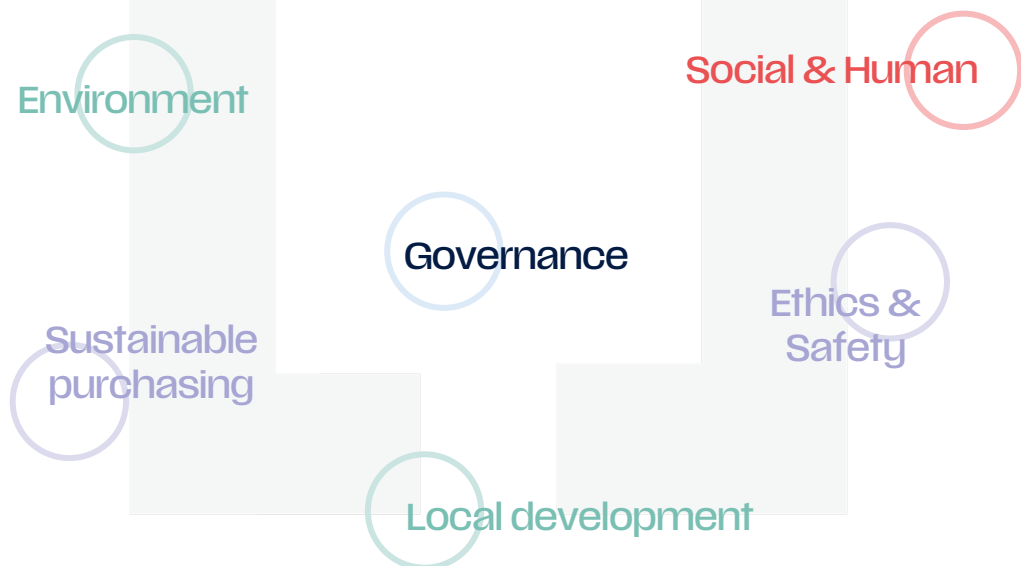 Social & Human
Environment
Governance
Ethics &
Safety
Sustainable
purchasing
Local development